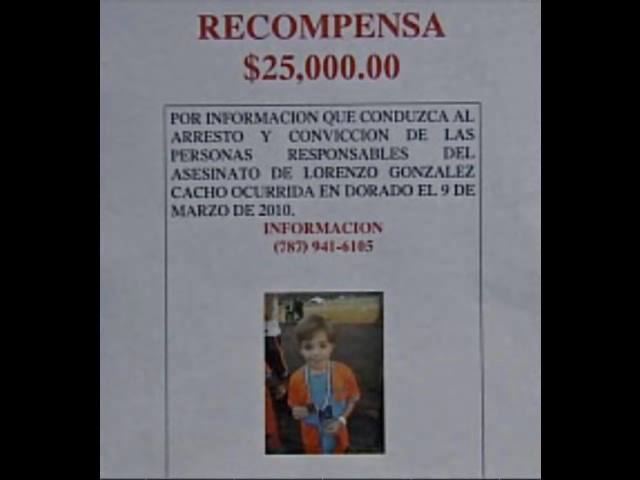 RECOMPENSA
$25,000.00
POR INFORMACION QUE CONDUZCA AL
ARRESTO Y CONVICCION DE LAS
PERSONAS RESPONSABLES DEL
ASESINATO DE LORENZO GONZALEZ
CACHO OCURRIDA EN DORADO EL 9 DE
MARZO DE 2010.
INFORMACION
(787) 941-6105